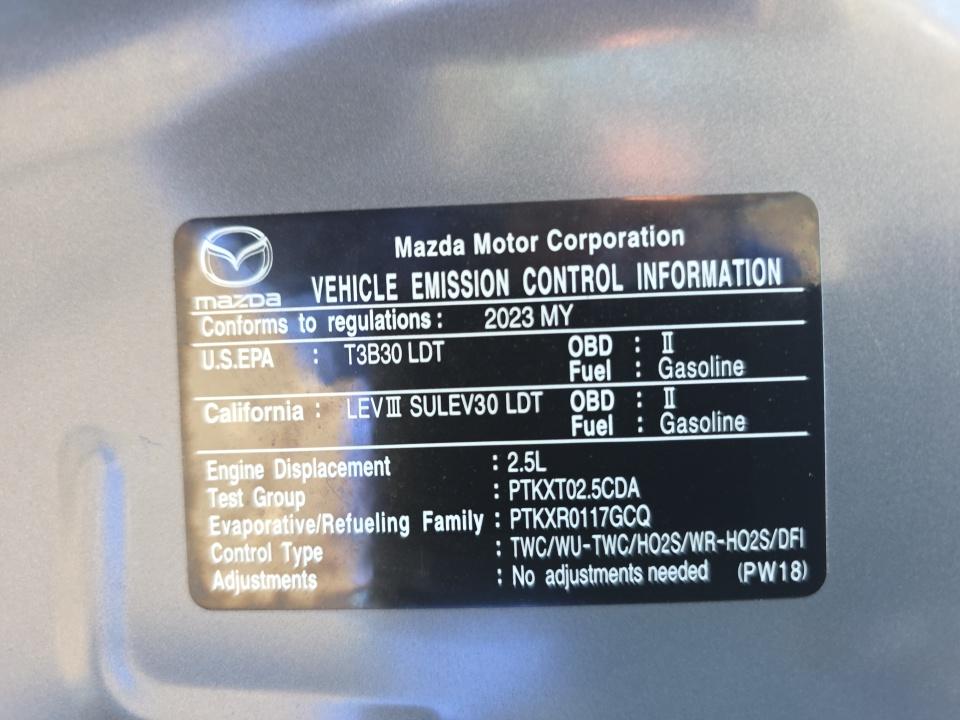 Mazda Motor Corporation
mazda
VEHICLE EMISSION CONTROL INFORMATION
Conforms to regulations : 2023 MY
U.S.EPA : T3B30 LDT OBD : II
Fuel : Gasoline
California : LEV III SULEV30 LDT OBD : II
Fuel : Gasoline
Engine Displacement : 2.5L
Test Group : PTKXT02.5CDA
Evaporative/Refueling Family : PTKXR0117GCQ
Control Type : TWC/WU-TWC/HO2S/WR-HO2S/DFI
Adjustments : No adjustments needed (PW18)